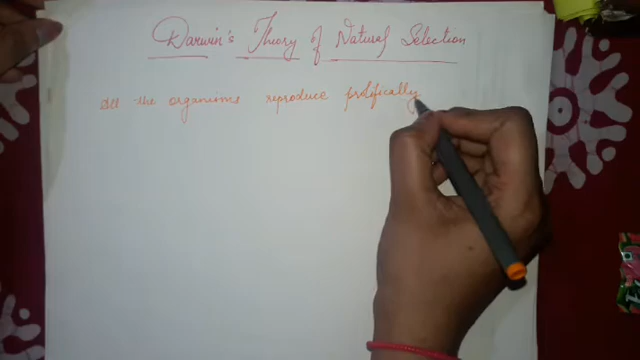 Darwin's Theory of Natural Selection
All the organisms reproduce prolifically